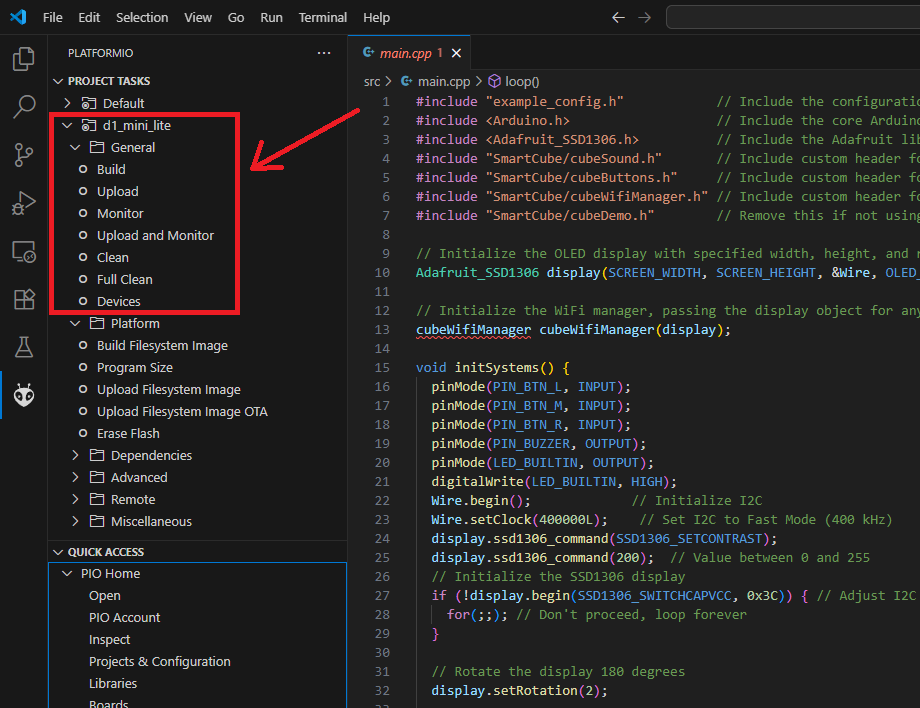 File Edit Selection View Go Run Terminal Help
PLATFORMIO
PROJECT TASKS
Default
d1_mini_lite
General
Build
Upload
Monitor
Upload and Monitor
Clean
Full Clean
Devices
Platform
Build Filesystem Image
Program Size
Upload Filesystem Image
Upload Filesystem Image OTA
Erase Flash
Dependencies
Advanced
Remote
Miscellaneous
QUICK ACCESS
PIO Home
Open
PIO Account
Inspect
Projects & Configuration
Libraries
Boards
main.cpp 1
src > main.cpp > loop()
1 #include "example_config.h" // Include the configuratio
2 #include <Arduino.h> // Include the core Arduin
3 #include <Adafruit_SSD1306.h> // Include the Adafruit lib
4 #include "SmartCube/cubeSound.h" // Include custom header fo
5 #include "SmartCube/cubeButtons.h" // Include custom header fo
6 #include "SmartCube/cubeWifiManager.h" // Include custom header fo
7 #include "SmartCube/cubeDemo.h" // Remove this if not using
8
9 // Initialize the OLED display with specified width, height, and r
10 Adafruit_SSD1306 display(SCREEN_WIDTH, SCREEN_HEIGHT, &Wire, OLED_
11
12 // Initialize the WiFi manager, passing the display object for any
13 cubeWifiManager cubeWifiManager(display);
14
15 void initSystems() {
16 pinMode(PIN_BTN_L, INPUT);
17 pinMode(PIN_BTN_M, INPUT);
18 pinMode(PIN_BTN_R, INPUT);
19 pinMode(PIN_BUZZER, OUTPUT);
20 pinMode(LED_BUILTIN, OUTPUT);
21 digitalWrite(LED_BUILTIN, HIGH);
22 Wire.begin(); // Initialize I2C
23 Wire.setClock(400000L); // Set I2C to Fast Mode (400 kHz)
24 display.ssd1306_command(SSD1306_SETCONTRAST);
25 display.ssd1306_command(200); // Value between 0 and 255
26 // Initialize the SSD1306 display
27 if (!display.begin(SSD1306_SWITCHCAPVCC, 0x3C)) { // Adjust I2C
28 for(;;); // Don't proceed, loop forever
29 }
30
31 // Rotate the display 180 degrees
32 display.setRotation(2);